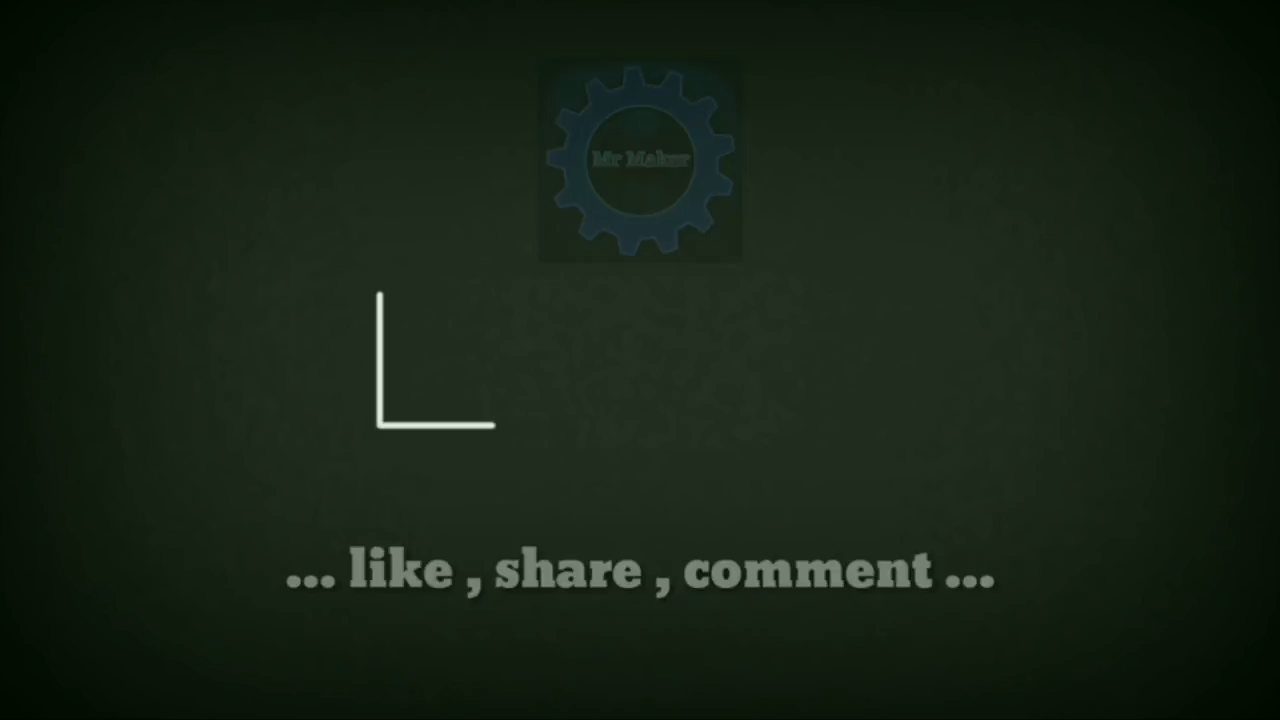 Mr Maker
... like , share , comment ...